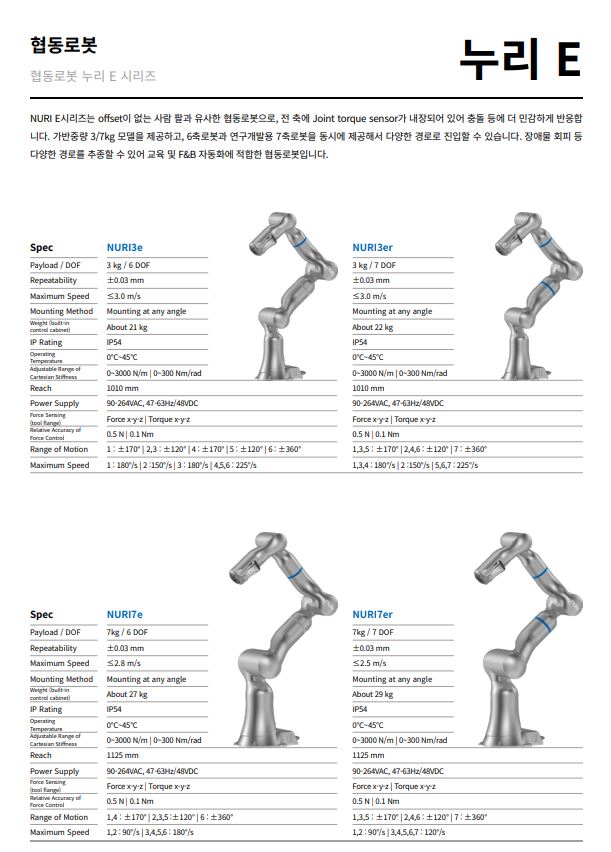 협동로봇
누리 E
협동로봇 누리 E 시리즈
NURI E시리즈는 offset이 없는 사람 팔과 유사한 협동로봇으로, 전 축에 Joint torque sensor가 내장되어 있어 충돌 등에 더 민감하게 반응합
니다. 가반중량 3/7kg 모델을 제공하고, 6축로봇과 연구개발용 7축로봇을 동시에 제공해서 다양한 경로로 진입할 수 있습니다. 장애물 회피 등
다양한 경로를 추종할 수 있어 교육 및 F&B 자동화에 적합한 협동로봇입니다.
Spec NURI3e NURI3er
Payload / DOF 3 kg / 6 DOF 3 kg / 7 DOF
Repeatability ±0.03 mm ±0.03 mm
Maximum Speed ≤3.0 m/s ≤3.0 m/s
Mounting Method Mounting at any angle Mounting at any angle
Weight (built-in
control cabinet) About 21 kg About 22 kg
IP Rating IP54 IP54
Operating
Temperature 0℃~45℃ 0℃~45℃
Adjustable Range of
Cartesian Stiffness 0~3000 N/m | 0~300 Nm/rad 0~3000 N/m | 0~300 Nm/rad
Reach 1010 mm 1010 mm
Power Supply 90-264VAC, 47-63Hz/48VDC 90-264VAC, 47-63Hz/48VDC
Force Sensing
(tool flange) Force x-y-z | Torque x-y-z Force x-y-z | Torque x-y-z
Relative Accuracy of
Force Control 0.5 N | 0.1 Nm 0.5 N | 0.1 Nm
Range of Motion 1 : ±170° | 2,3 : ±120° | 4 : ±170° | 5 : ±120° | 6 : ±360° 1,3,5 : ±170° | 2,4,6 : ±120° | 7 : ±360°
Maximum Speed 1 : 180°/s | 2 :150°/s | 3 : 180°/s | 4,5,6 : 225°/s 1,3,4 : 180°/s | 2 :150°/s | 5,6,7 : 225°/s
Spec NURI7e NURI7er
Payload / DOF 7kg / 6 DOF 7kg / 7 DOF
Repeatability ±0.03 mm ±0.03 mm
Maximum Speed ≤2.8 m/s ≤2.5 m/s
Mounting Method Mounting at any angle Mounting at any angle
Weight (built-in
control cabinet) About 27 kg About 29 kg
IP Rating IP54 IP54
Operating
Temperature 0℃~45℃ 0℃~45℃
Adjustable Range of
Cartesian Stiffness 0~3000 N/m | 0~300 Nm/rad 0~3000 N/m | 0~300 Nm/rad
Reach 1125 mm 1125 mm
Power Supply 90-264VAC, 47-63Hz/48VDC 90-264VAC, 47-63Hz/48VDC
Force Sensing
(tool flange) Force x-y-z | Torque x-y-z Force x-y-z | Torque x-y-z
Relative Accuracy of
Force Control 0.5 N | 0.1 Nm 0.5 N | 0.1 Nm
Range of Motion 1,4 : ±170° | 2,3,5 :±120° | 6 : ±360° 1,3,5 : ±170° | 2,4,6 : ±120° | 7 : ±360°
Maximum Speed 1,2 : 90°/s | 3,4,5,6 : 180°/s 1,2 : 90°/s | 3,4,5,6,7 : 120°/s